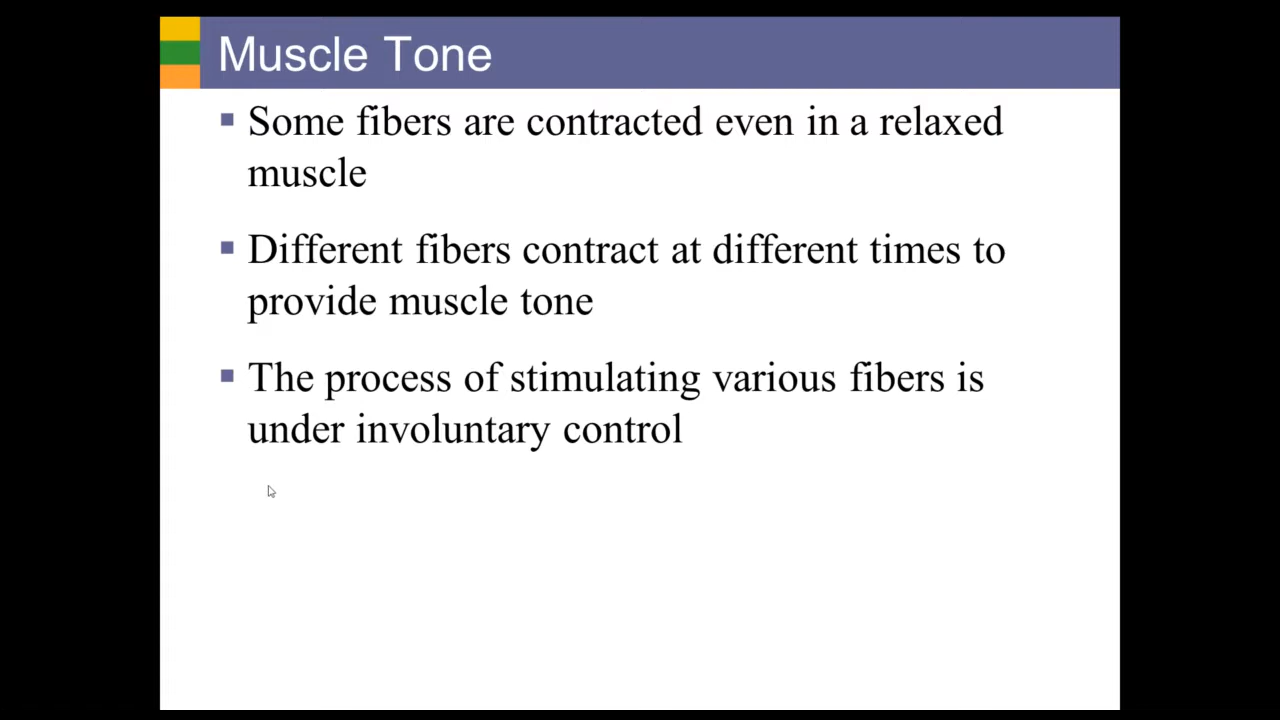 Muscle Tone
▪ Some fibers are contracted even in a relaxed
muscle
▪ Different fibers contract at different times to
provide muscle tone
▪ The process of stimulating various fibers is
under involuntary control